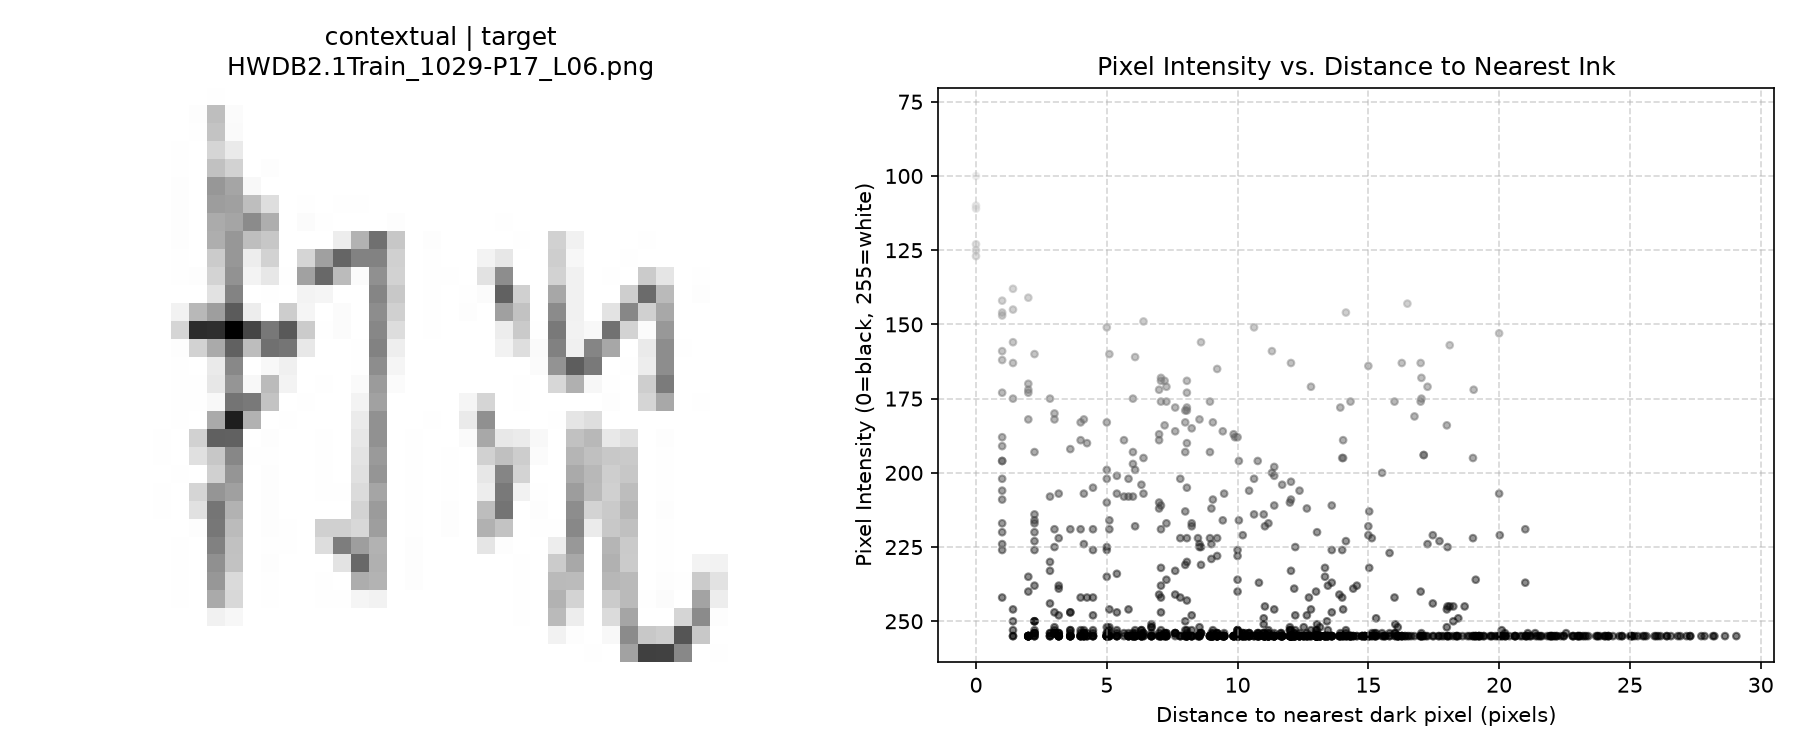 contextual | target
HWDB2.1Train_1029-P17_L06.png
Pixel Intensity vs. Distance to Nearest Ink
Pixel Intensity (0=black, 255=white)
75
100
125
150
175
200
225
250
0 5 10 15 20 25 30
Distance to nearest dark pixel (pixels)